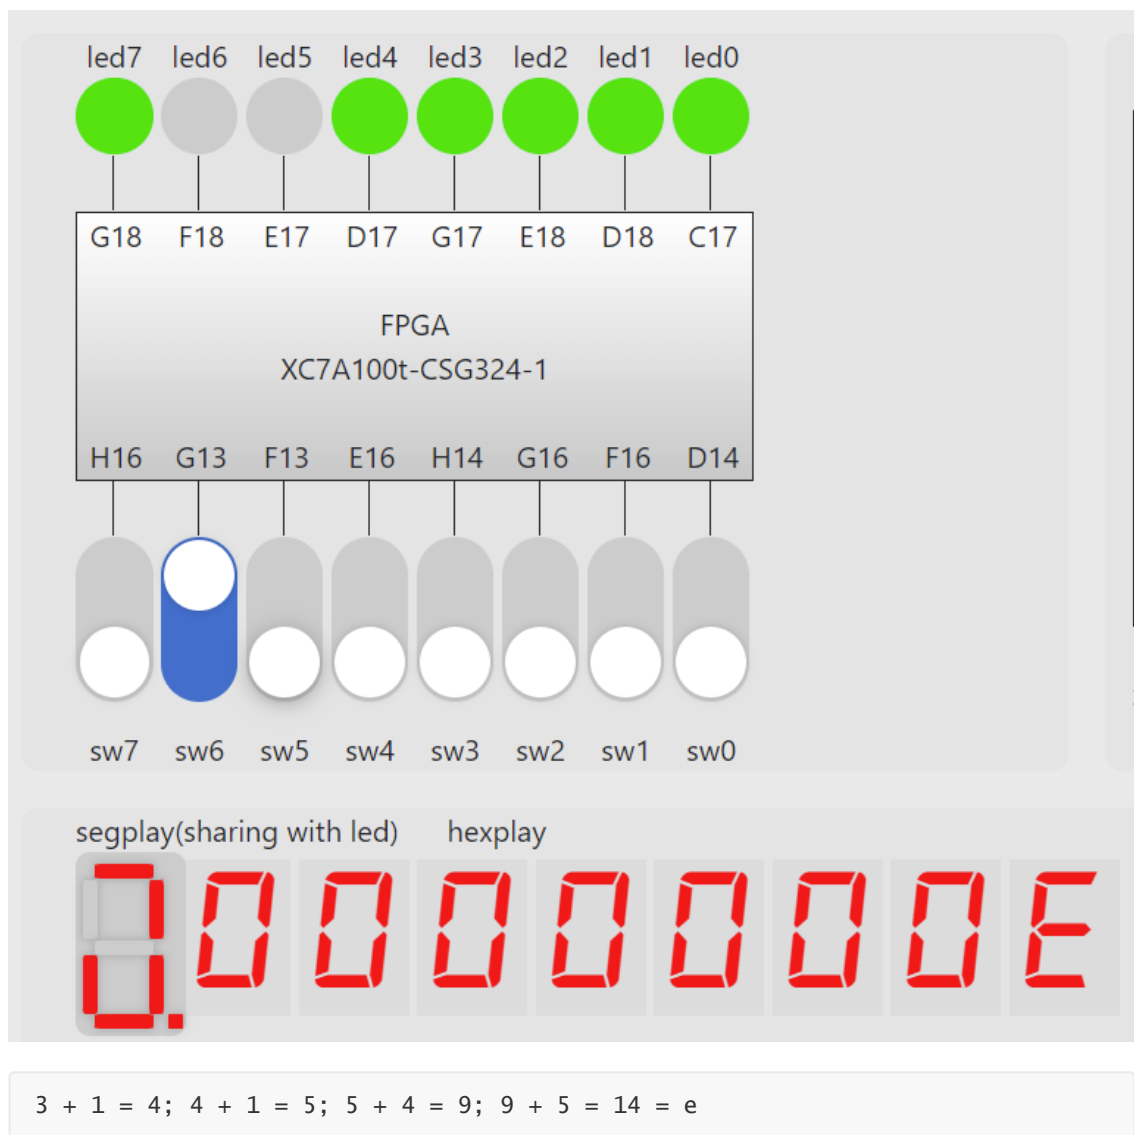 led7 led6 led5 led4 led3 led2 led1 led0
G18 F18 E17 D17 G17 E18 D18 C17
FPGA
XC7A100t-CSG324-1
H16 G13 F13 E16 H14 G16 F16 D14
sw7 sw6 sw5 sw4 sw3 sw2 sw1 sw0
segplay(sharing with led) hexplay
0000000E
3 + 1 = 4; 4 + 1 = 5; 5 + 4 = 9; 9 + 5 = 14 = e